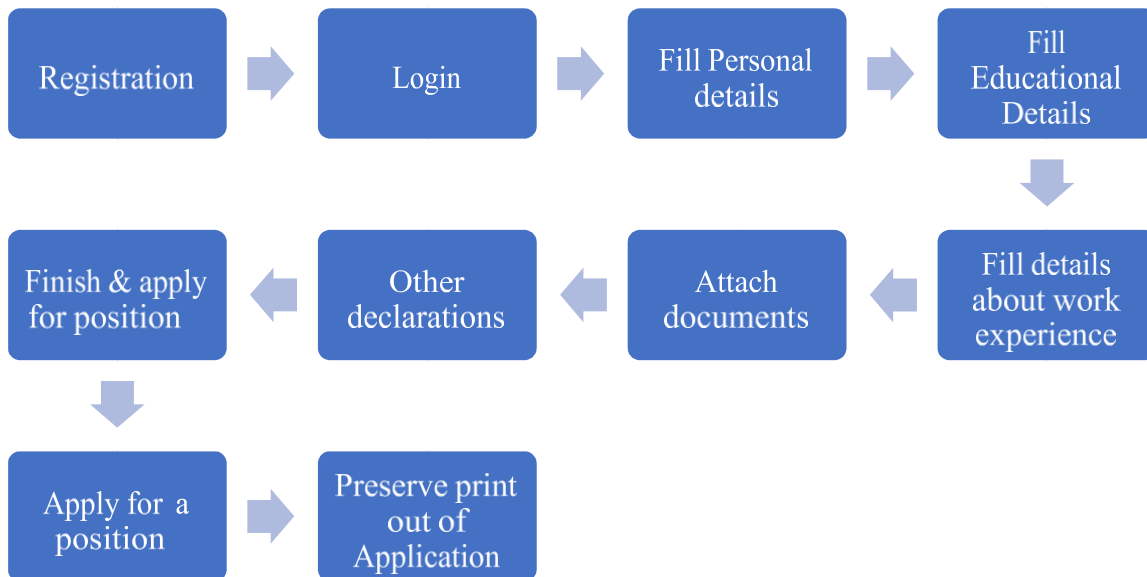 Registration
Login
Fill Personal
details
Fill
Educational
Details
Fill details
about work
experience
Attach
documents
Other
declarations
Finish & apply
for position
Apply for a
position
Preserve print
out of
Application